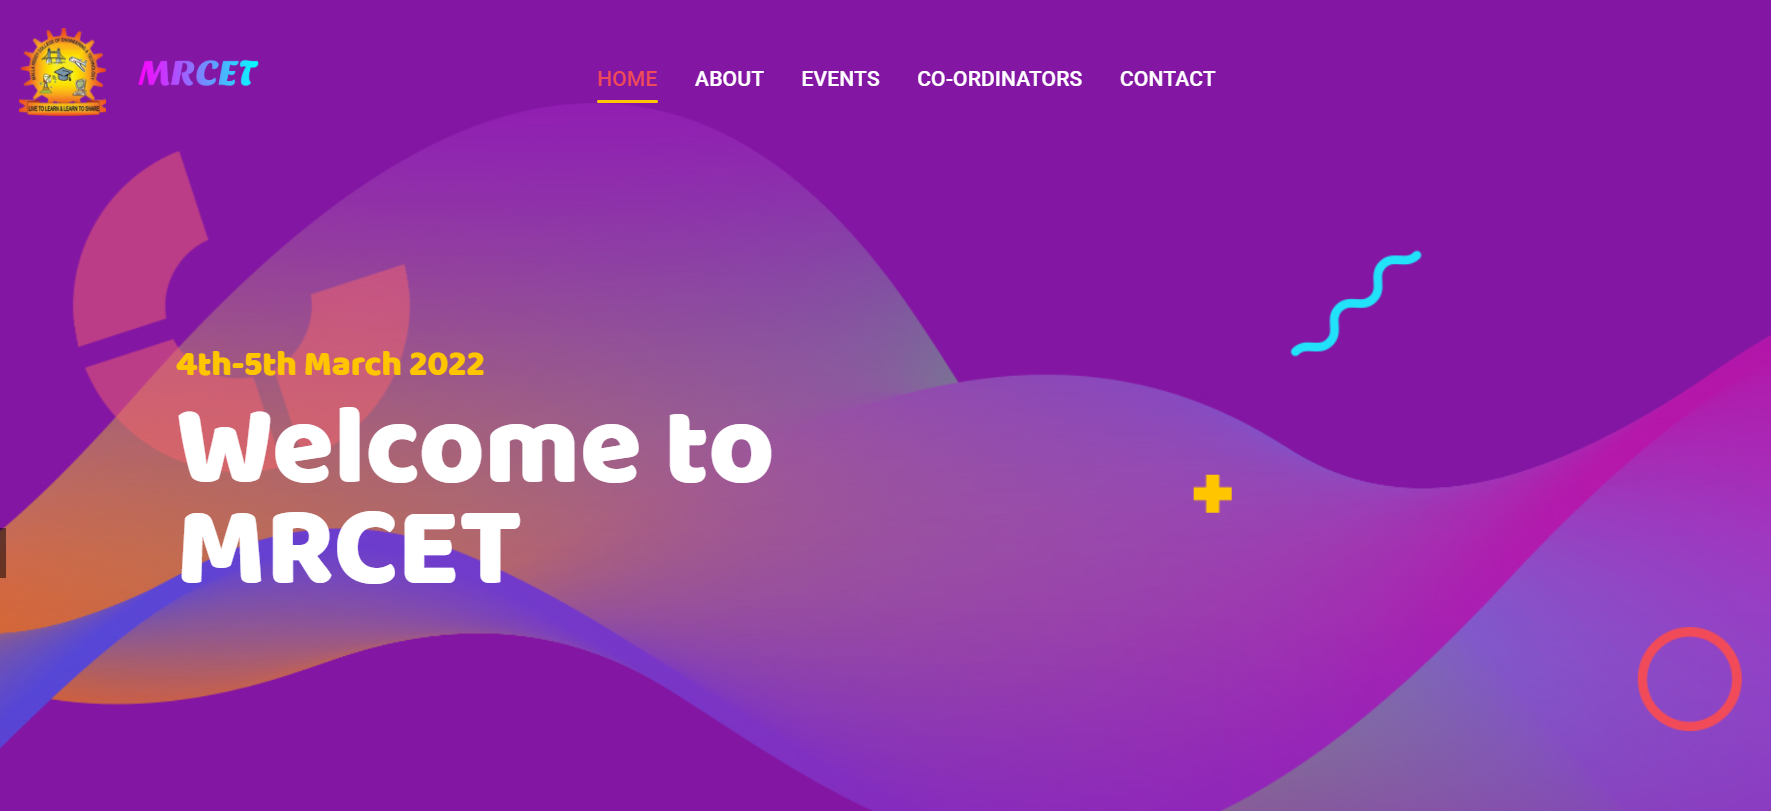 MRCET
HOME ABOUT EVENTS CO-ORDINATORS CONTACT
LIVE TO LEARN & LEARN TO SHARE
4th-5th March 2022
Welcome to
MRCET